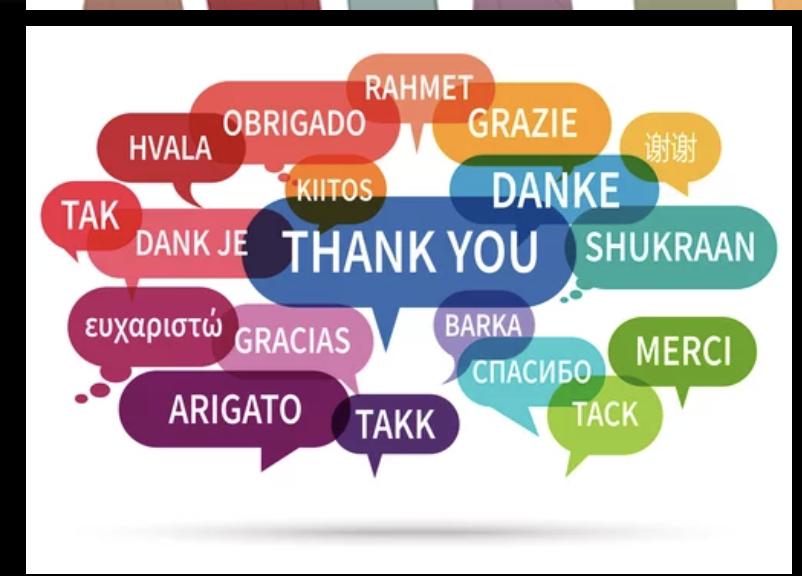 RAHMET
OBRIGADO
GRAZIE
HVALA
谢谢
KIITOS
DANKE
TAK
DANK JE
THANK YOU
SHUKRAAN
ευχαριστώ
GRACIAS
BARKA
MERCI
СПАСИБО
ARIGATO
TAKK
TACK